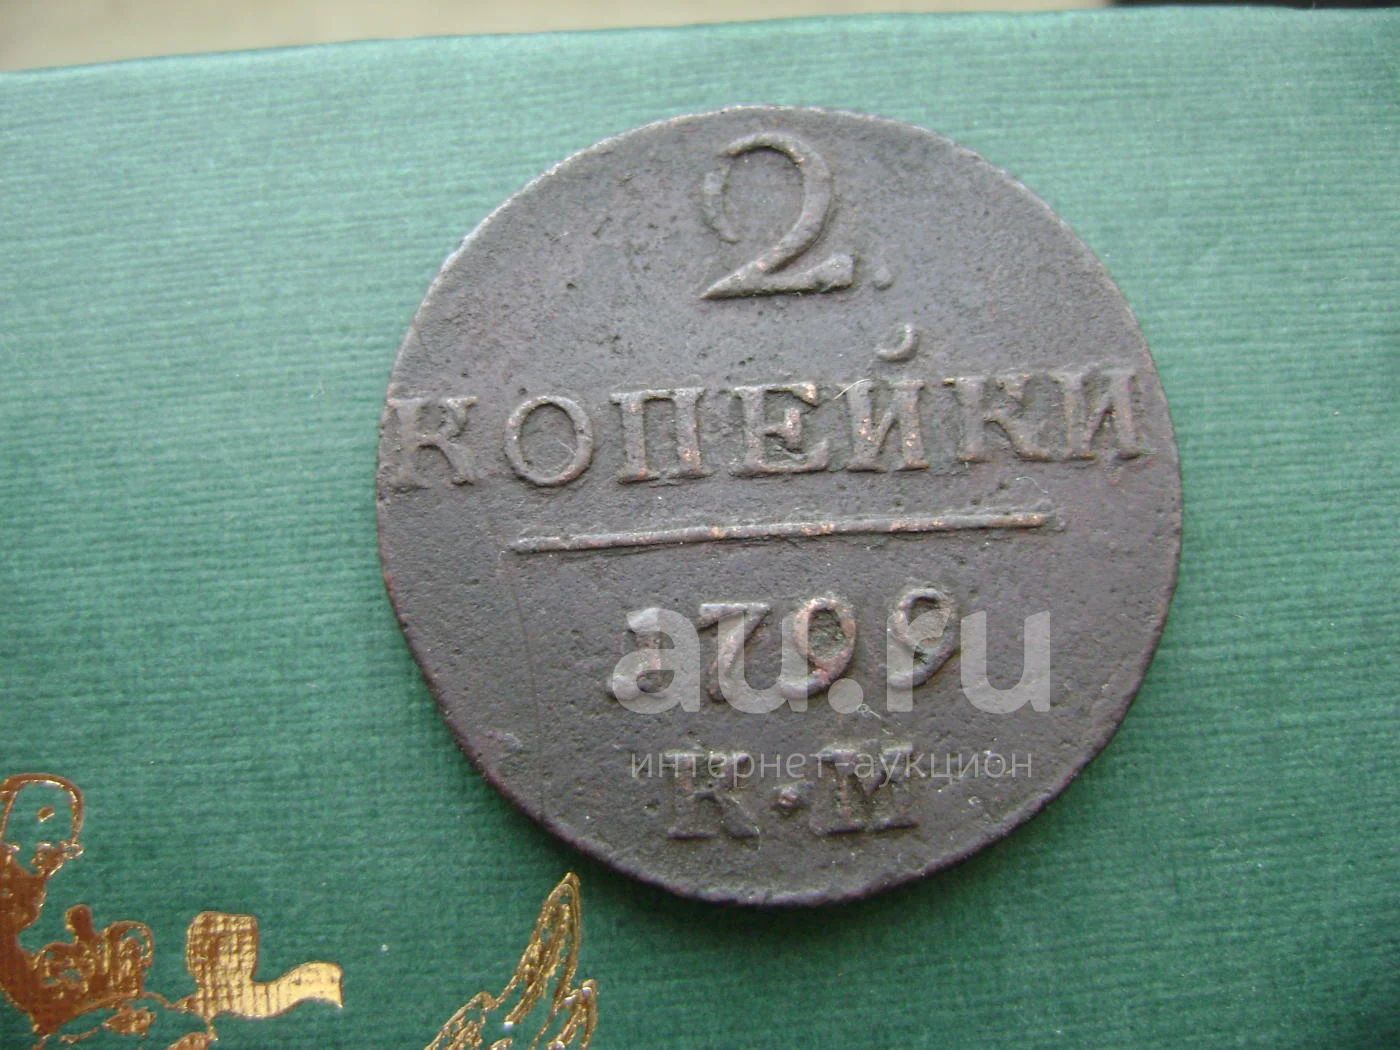 2.
КОПЕЙКИ
1799
au.ru
интернет-аукцион
К·М